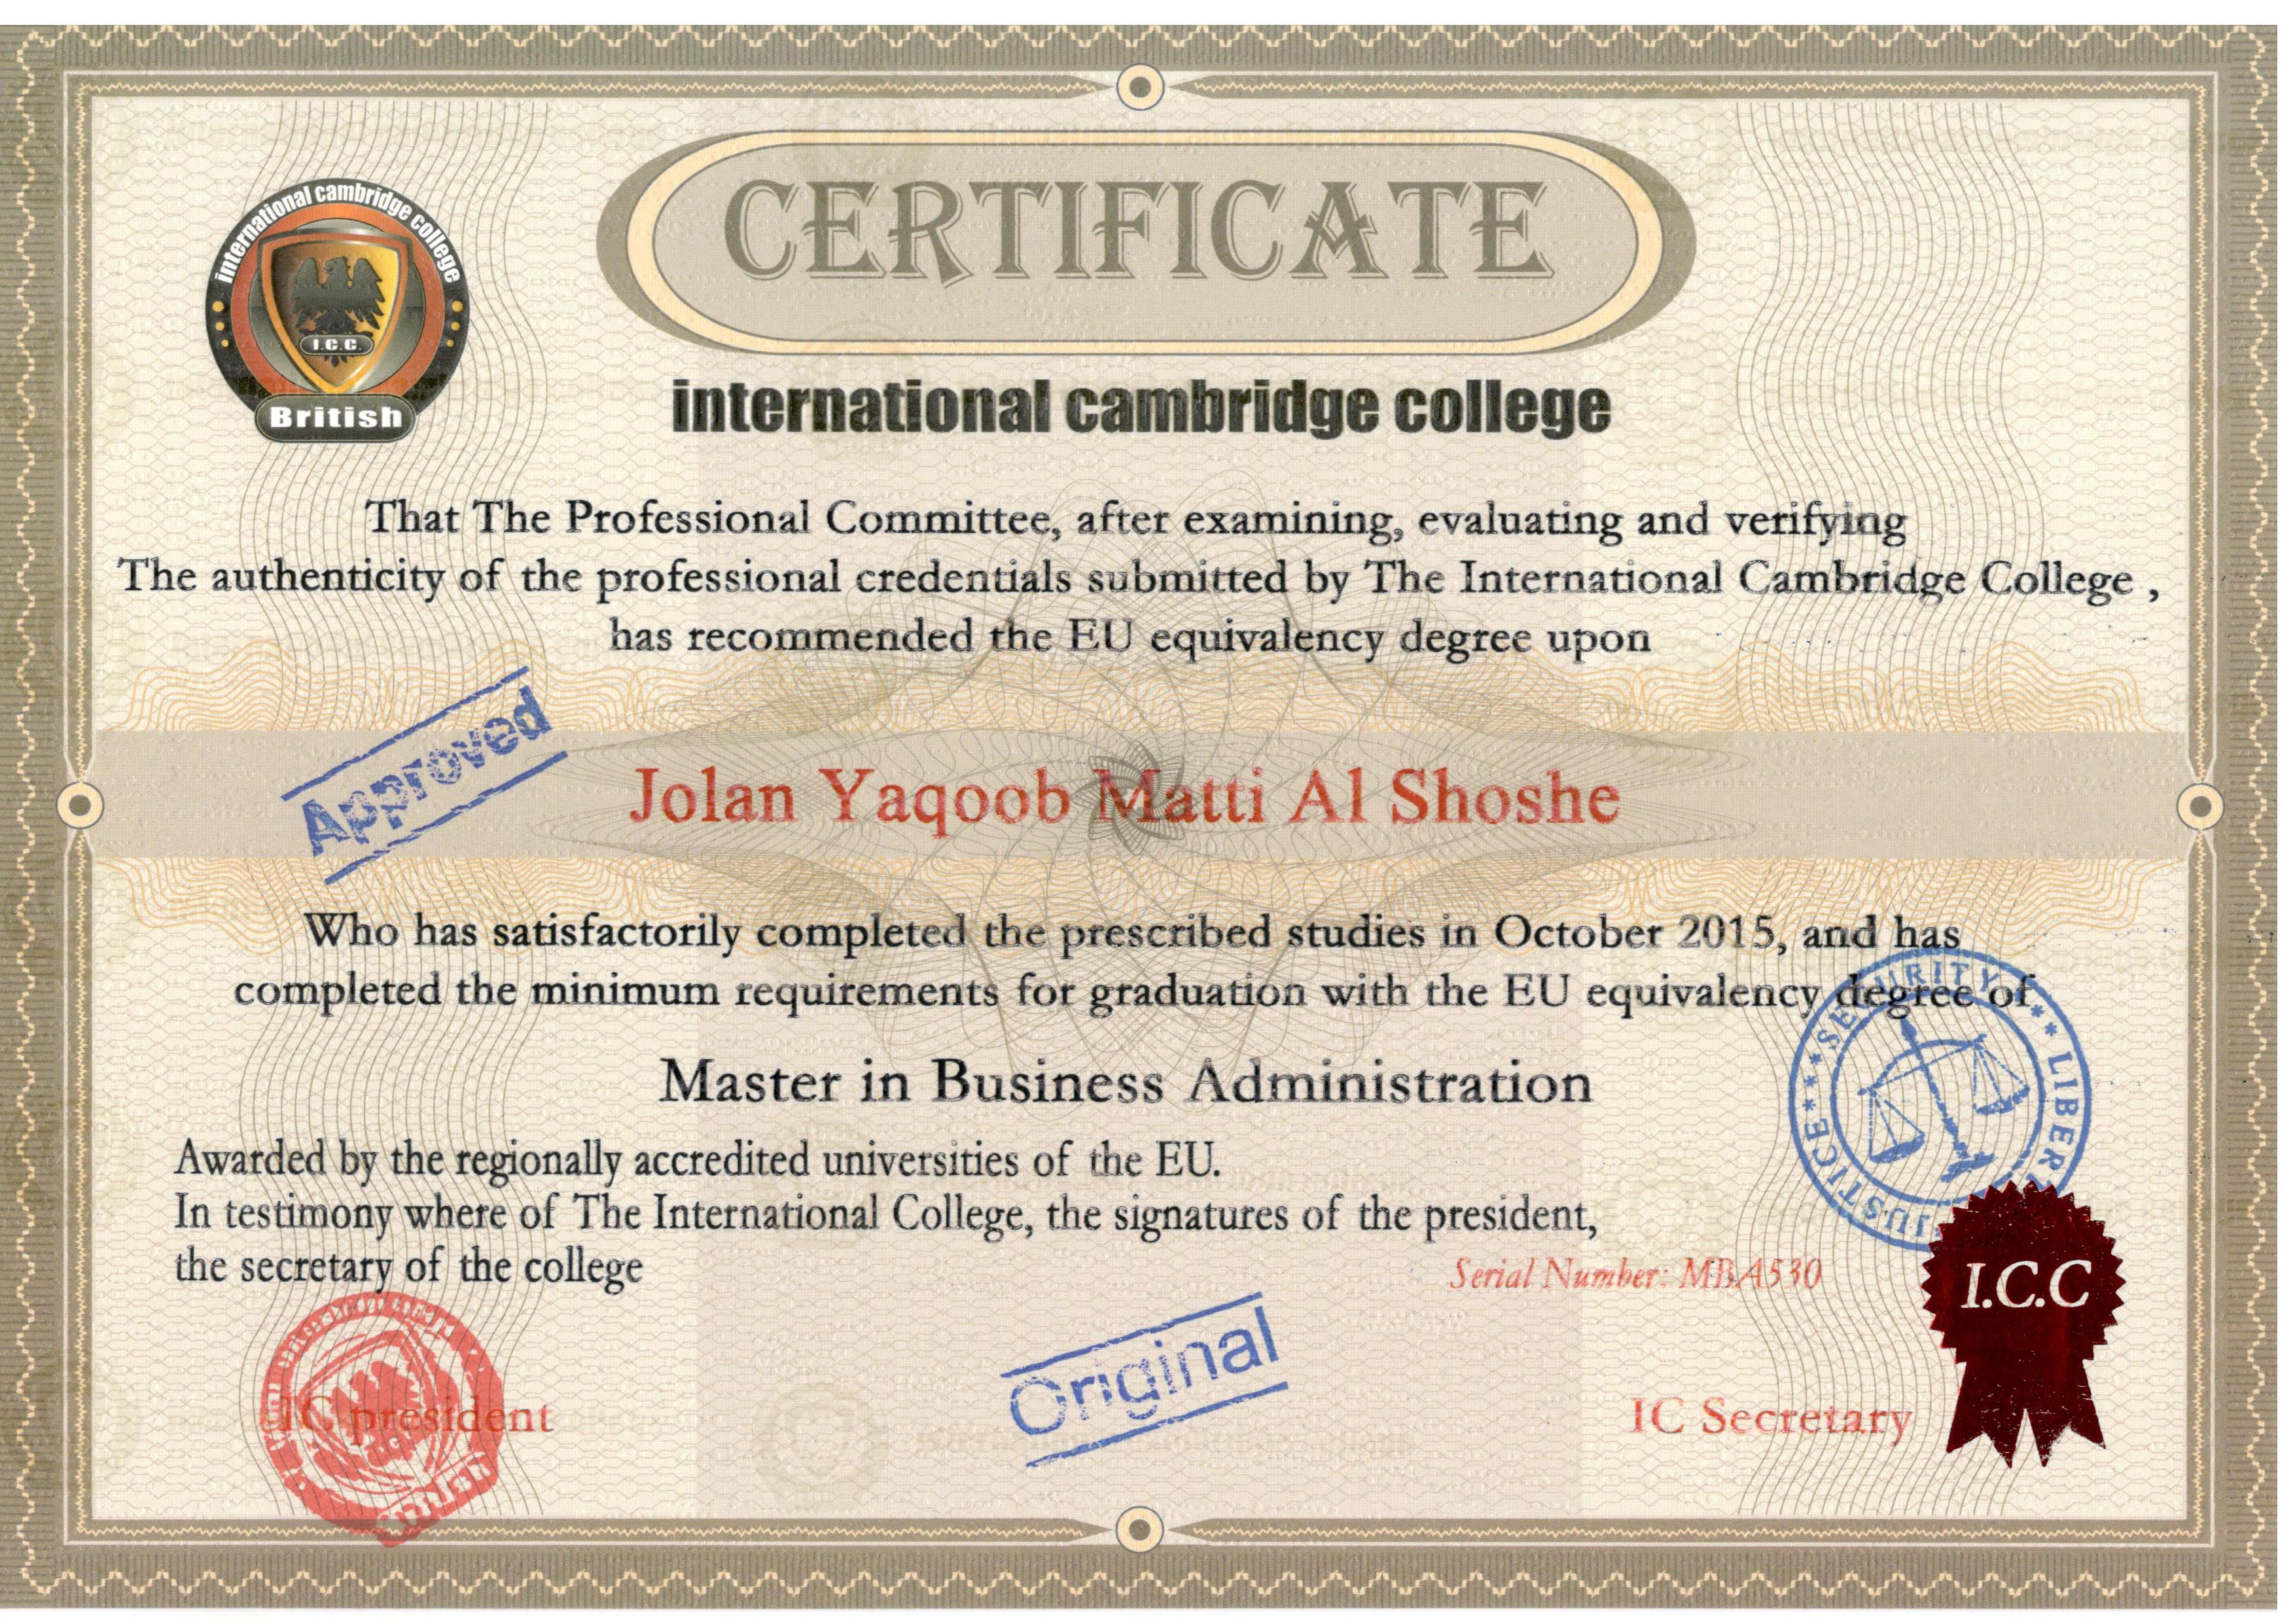 CERTIFICATE
international cambridge college
I.C.C.
British
international cambridge college
That The Professional Committee, after examining, evaluating and verifying
The authenticity of the professional credentials submitted by The International Cambridge College ,
has recommended the EU equivalency degree upon
Approved
Jolan Yaqoob Matti Al Shoshe
Who has satisfactorily completed the prescribed studies in October 2015, and has
completed the minimum requirements for graduation with the EU equivalency degree of
Master in Business Administration
SECURITY *** LIBER
JUSTICE***
Awarded by the regionally accredited universities of the EU.
In testimony where of The International College, the signatures of the president,
the secretary of the college
Serial Number: MBA530
I.C.C
Original
IC president
IC Secretary